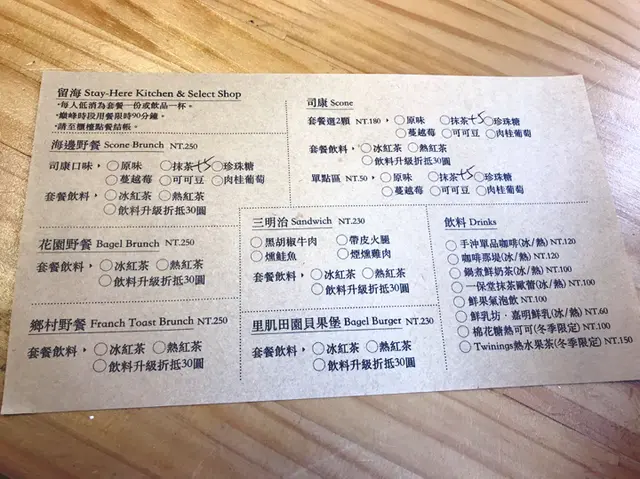 留海 Stay-Here Kitchen & Select Shop
·每人低消為套餐一份或飲品一杯。
·巔峰時段用餐限時90分鐘。
·請至櫃檯點餐結帳。
海邊野餐 Scone Brunch NT.250
司康口味,○原味 ○抹茶+5 ○珍珠糖
○蔓越莓 ○可可豆 ○肉桂葡萄
套餐飲料,○冰紅茶 ○熱紅茶
○飲料升級折抵30圓
花園野餐 Bagel Brunch NT.250
套餐飲料,○冰紅茶 ○熱紅茶
○飲料升級折抵30圓
鄉村野餐 Franch Toast Brunch NT.250
套餐飲料,○冰紅茶 ○熱紅茶
○飲料升級折抵30圓
司康 Scone
套餐選2顆 NT.180,○原味 ○抹茶+5 ○珍珠糖
○蔓越莓 ○可可豆 ○肉桂葡萄
套餐飲料,○冰紅茶 ○熱紅茶
○飲料升級折抵30圓
單點區 NT.50,○原味 ○抹茶+5 ○珍珠糖
○蔓越莓 ○可可豆 ○肉桂葡萄
三明治 Sandwich NT.230
○黑胡椒牛肉 ○帶皮火腿
○燻鮭魚 ○煙燻雞肉
套餐飲料,○冰紅茶 ○熱紅茶
○飲料升級折抵30圓
里肌田園貝果堡 Bagel Burger NT.230
套餐飲料,○冰紅茶 ○熱紅茶
○飲料升級折抵30圓
飲料 Drinks
○手沖單品咖啡(冰/熱) NT.120
○咖啡那堤(冰/熱) NT.120
○鍋煮鮮奶茶(冰/熱) NT.100
○一保堂抹茶歐蕾(冰/熱) NT.100
○鮮果氣泡飲 NT.100
○鮮乳坊·嘉明鮮乳(冰/熱) NT.60
○棉花糖熱可可(冬季限定) NT.100
○Twinings熱水果茶(冬季限定) NT.150